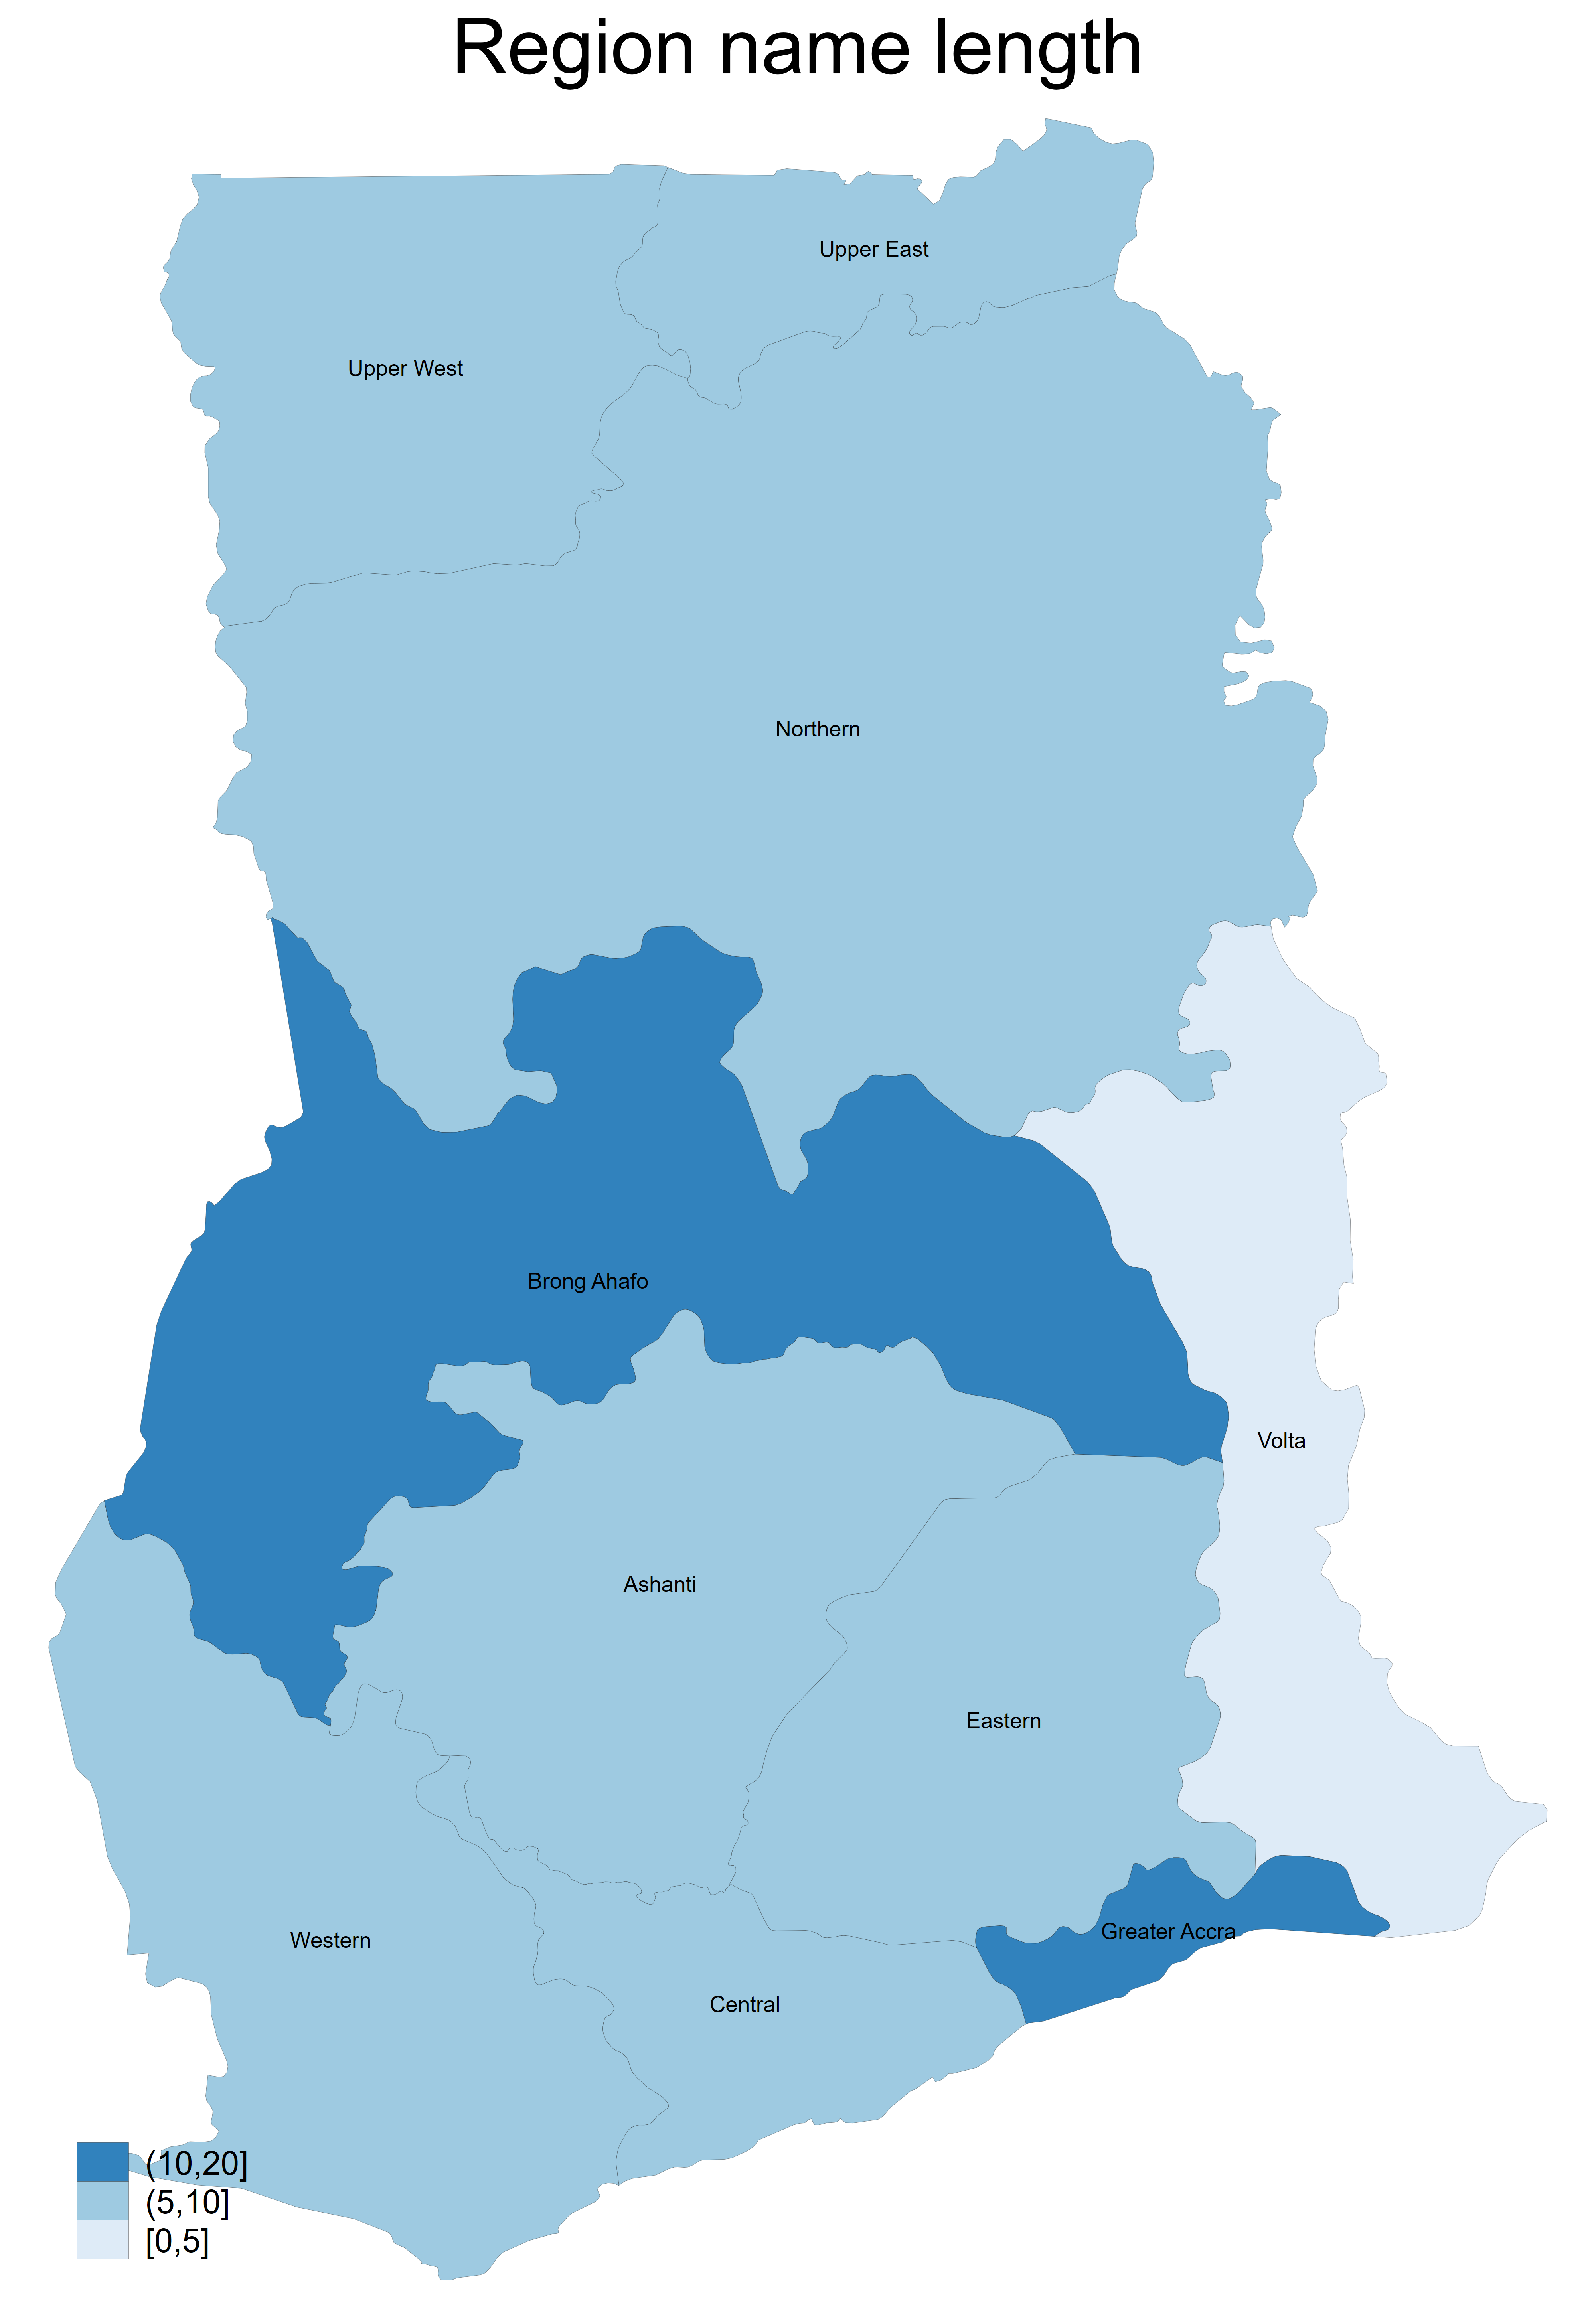 Region name length
Upper East
Upper West
Northern
Brong Ahafo
Volta
Ashanti
Eastern
Greater Accra
Western
Central
(10,20]
(5,10]
[0,5]